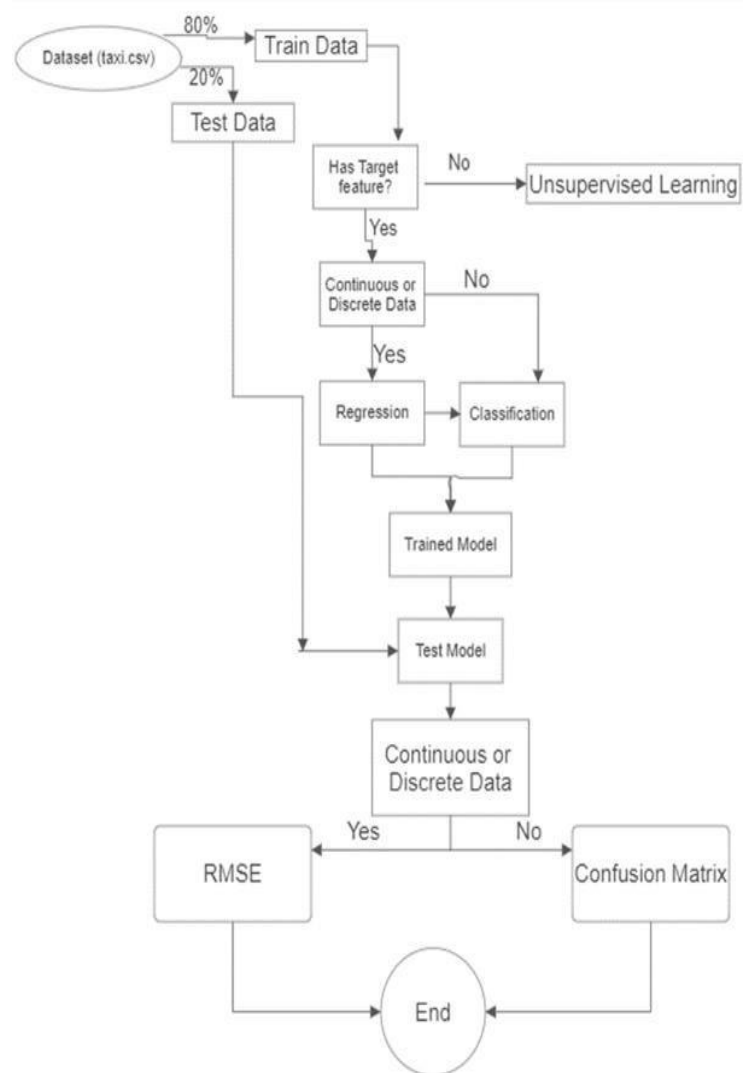 80%
Train Data
Dataset (taxi.csv)
20%
Test Data
Has Target
feature?
No
Unsupervised Learning
Yes
Continuous or
Discrete Data
No
Yes
Regression
Classification
Trained Model
Test Model
Continuous or
Discrete Data
Yes
No
RMSE
Confusion Matrix
End